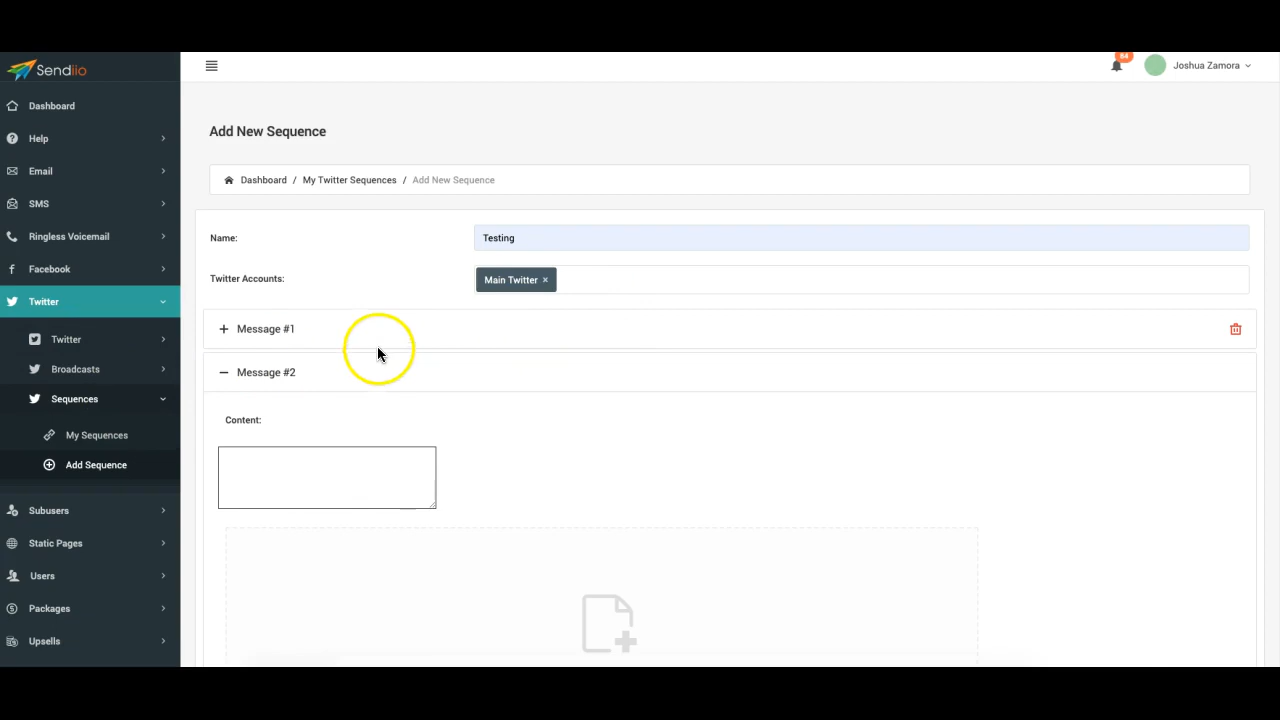 Sendiio
54
Joshua Zamora
Dashboard
Help
Email
SMS
Ringless Voicemail
Facebook
Twitter
Twitter
Broadcasts
Sequences
My Sequences
Add Sequence
Subusers
Static Pages
Users
Packages
Upsells
Add New Sequence
Dashboard / My Twitter Sequences / Add New Sequence
Name: Testing
Twitter Accounts: Main Twitter ×
+ Message #1
− Message #2
Content: